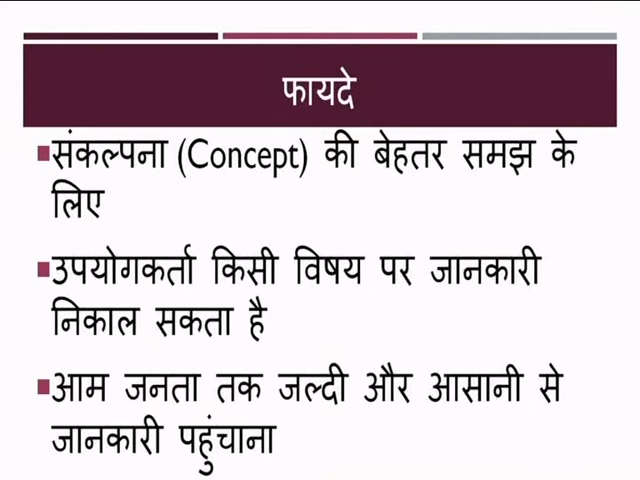 फायदे
संकल्पना (Concept) की बेहतर समझ के
लिए
उपयोगकर्ता किसी विषय पर जानकारी
निकाल सकता है
आम जनता तक जल्दी और आसानी से
जानकारी पहुंचाना